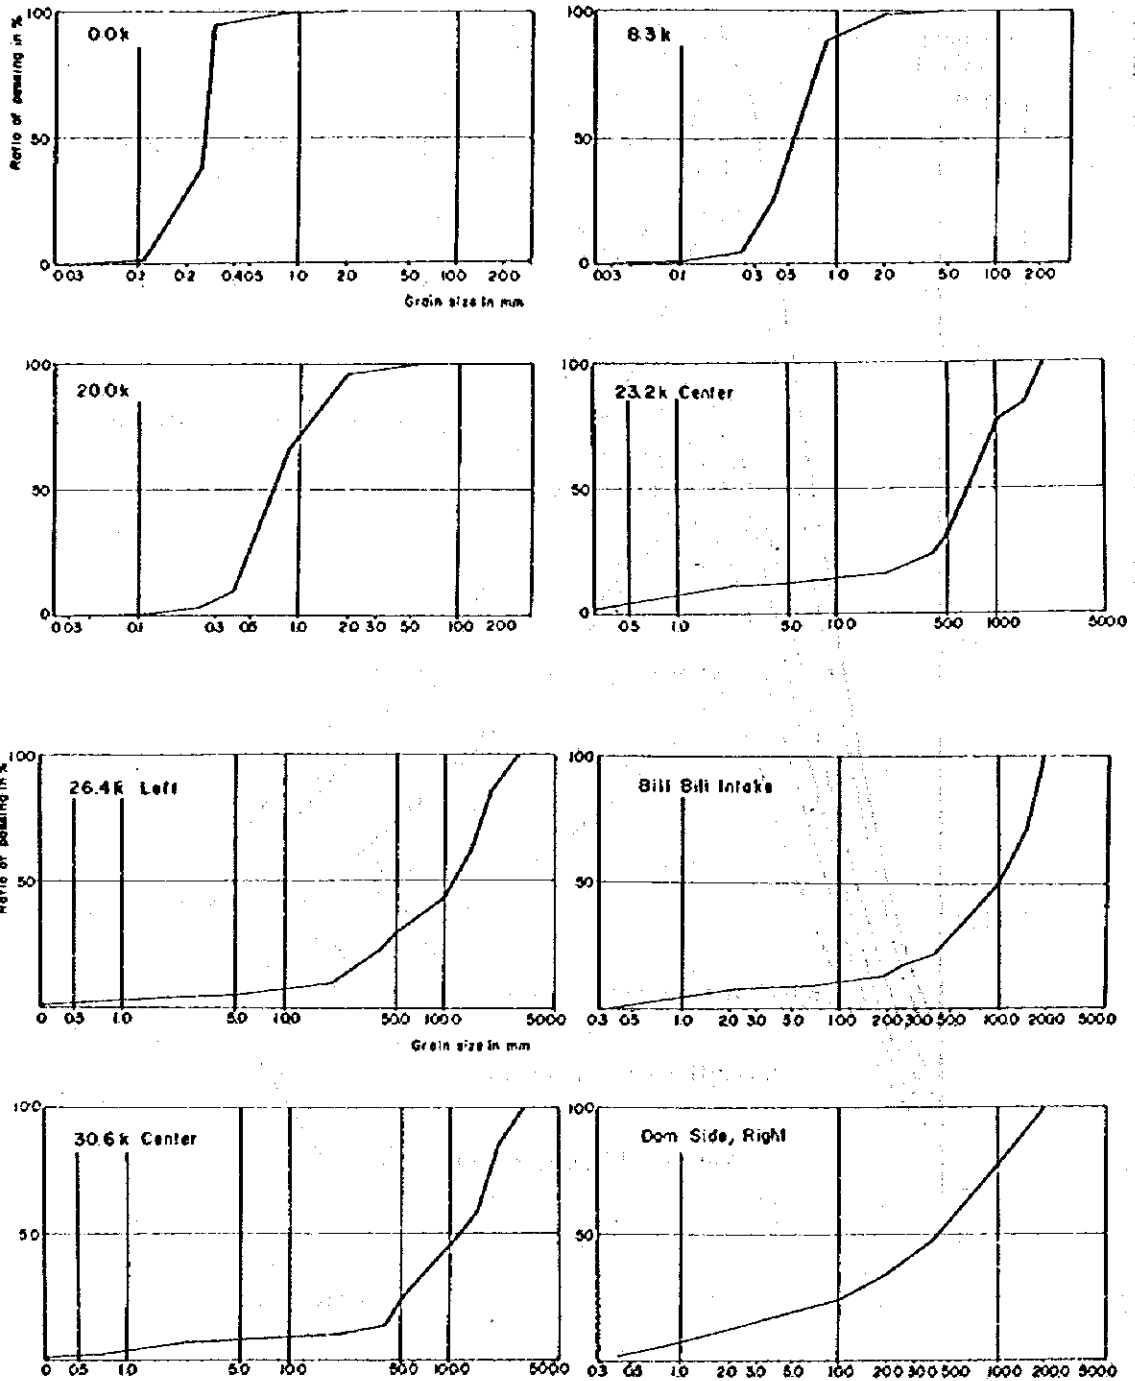 Ratio of passing in %
100
50
0
0.0k
0.03 0.1 0.2 0.4 0.5 1.0 2.0 5.0 10.0 20.0
Grain size in mm
100
50
0
8.3k
0.03 0.1 0.3 0.5 1.0 2.0 5.0 10.0 20.0
100
50
0
20.0k
0.03 0.1 0.3 0.5 1.0 2.0 3.0 5.0 10.0 20.0
100
50
0
23.2k Center
0.5 1.0 5.0 10.0 50.0 100.0 500.0
Ratio of passing in %
100
50
0
26.4k Left
0 0.5 1.0 5.0 10.0 50.0 100.0 500.0
Grain size in mm
100
50
0
Bili Bili Intake
0.3 0.5 1.0 2.0 3.0 5.0 10.0 20.0 30.0 50.0 100.0 200.0 500.0
100
50
30.6k Center
0 0.5 1.0 5.0 10.0 50.0 100.0 500.0
100
50
0
Dam Side, Right
0.3 0.5 1.0 2.0 3.0 5.0 10.0 20.0 30.0 50.0 100.0 200.0 300.0 500.0